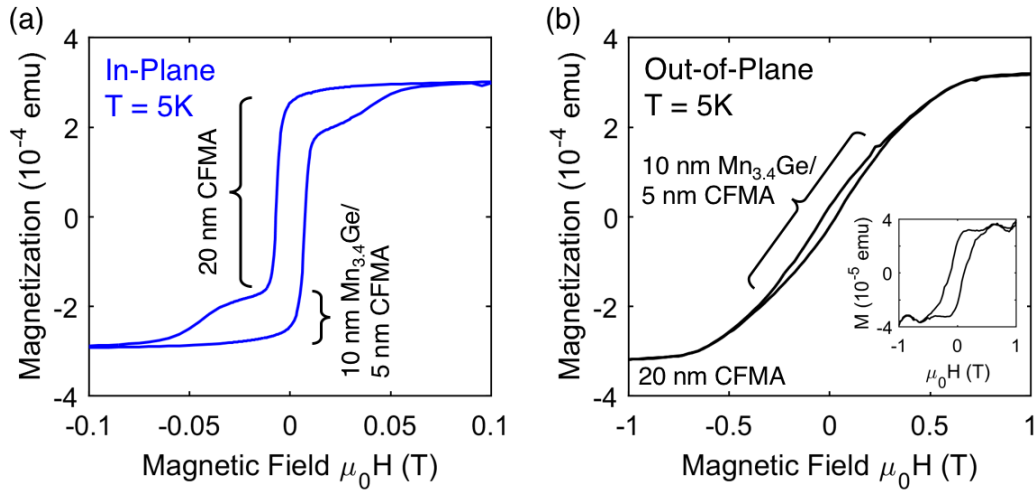 (a)
4
2
0
-2
-4
Magnetization (10⁻⁴ emu)
In-Plane
T = 5K
20 nm CFMA
10 nm Mn₃.₄Ge/
5 nm CFMA
-0.1
-0.05
0
0.05
0.1
Magnetic Field μ₀H (T)
(b)
4
2
0
-2
-4
Magnetization (10⁻⁴ emu)
Out-of-Plane
T = 5K
10 nm Mn₃.₄Ge/
5 nm CFMA
20 nm CFMA
M (10⁻⁵ emu)
4
0
-4
-1
0
1
μ₀H (T)
-1
-0.5
0
0.5
1
Magnetic Field μ₀H (T)